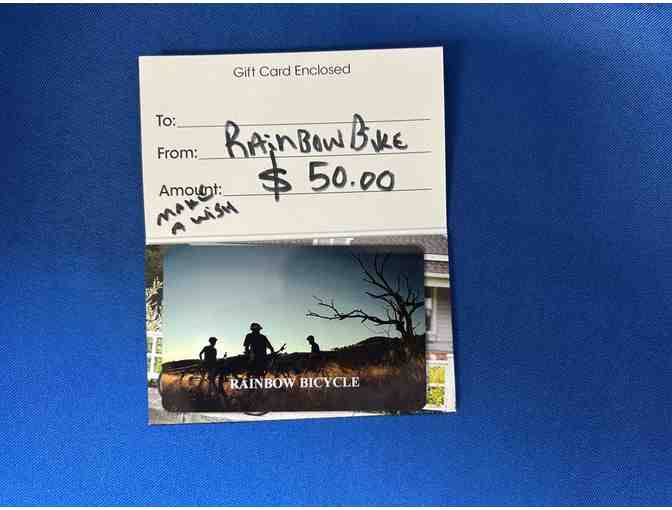 Gift Card Enclosed
To:
From: RAiNBOW BiKE
Amount: $ 50.00
MAKE
A WiSH
RAINBOW BICYCLE